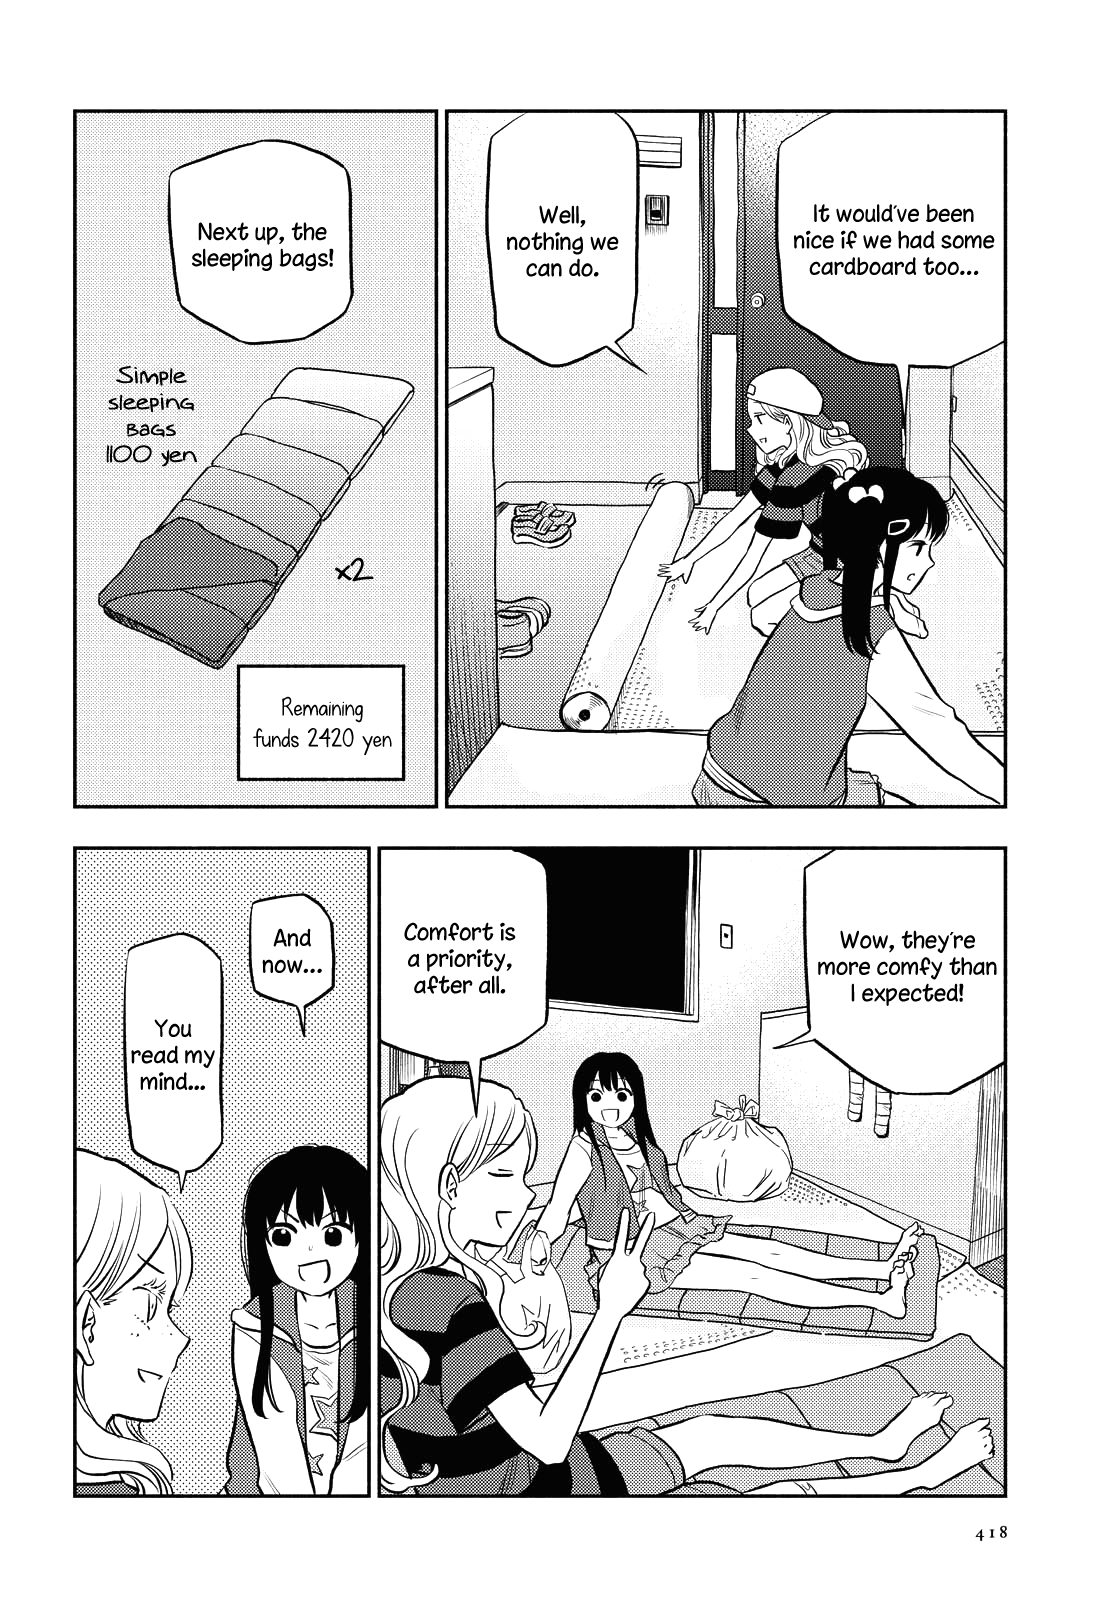 It would've been
nice if we had some
cardboard too...
Well,
nothing we
can do.
Next up, the
sleeping bags!
Simple
sleeping
bags
1100 yen
x2
Remaining
funds 2420 yen
Wow, they're
more comfy than
I expected!
Comfort is
a priority,
after all.
And
now...
You
read my
mind...
418